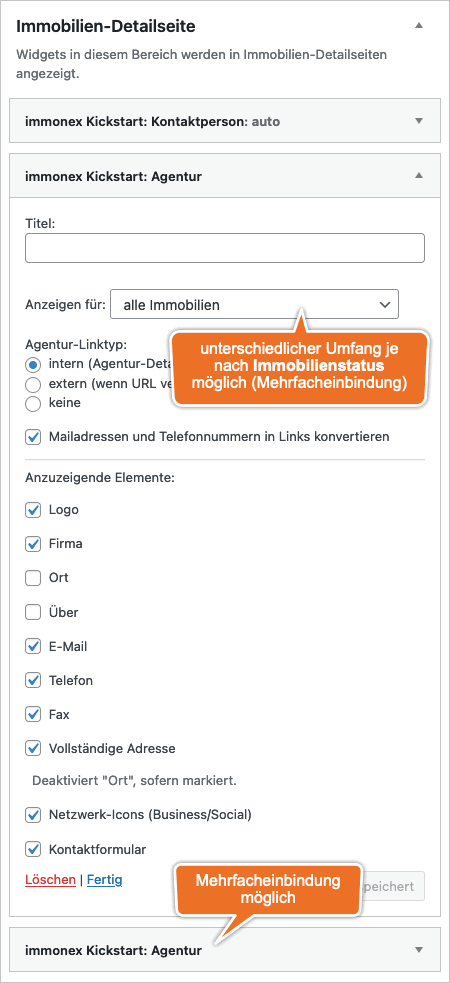 Immobilien-Detailseite
Widgets in diesem Bereich werden in Immobilien-Detailseiten
angezeigt.
immonex Kickstart: Kontaktperson: auto
immonex Kickstart: Agentur
Titel:
Anzeigen für: alle Immobilien
unterschiedlicher Umfang je
nach Immobilienstatus
möglich (Mehrfacheinbindung)
Agentur-Linktyp:
intern (Agentur-Deta
extern (wenn URL ve
keine
Mailadressen und Telefonnummern in Links konvertieren
Anzuzeigende Elemente:
Logo
Firma
Ort
Über
E-Mail
Telefon
Fax
Vollständige Adresse
Deaktiviert "Ort", sofern markiert.
Netzwerk-Icons (Business/Social)
Kontaktformular
Löschen | Fertig
peichert
Mehrfacheinbindung
möglich
immonex Kickstart: Agentur